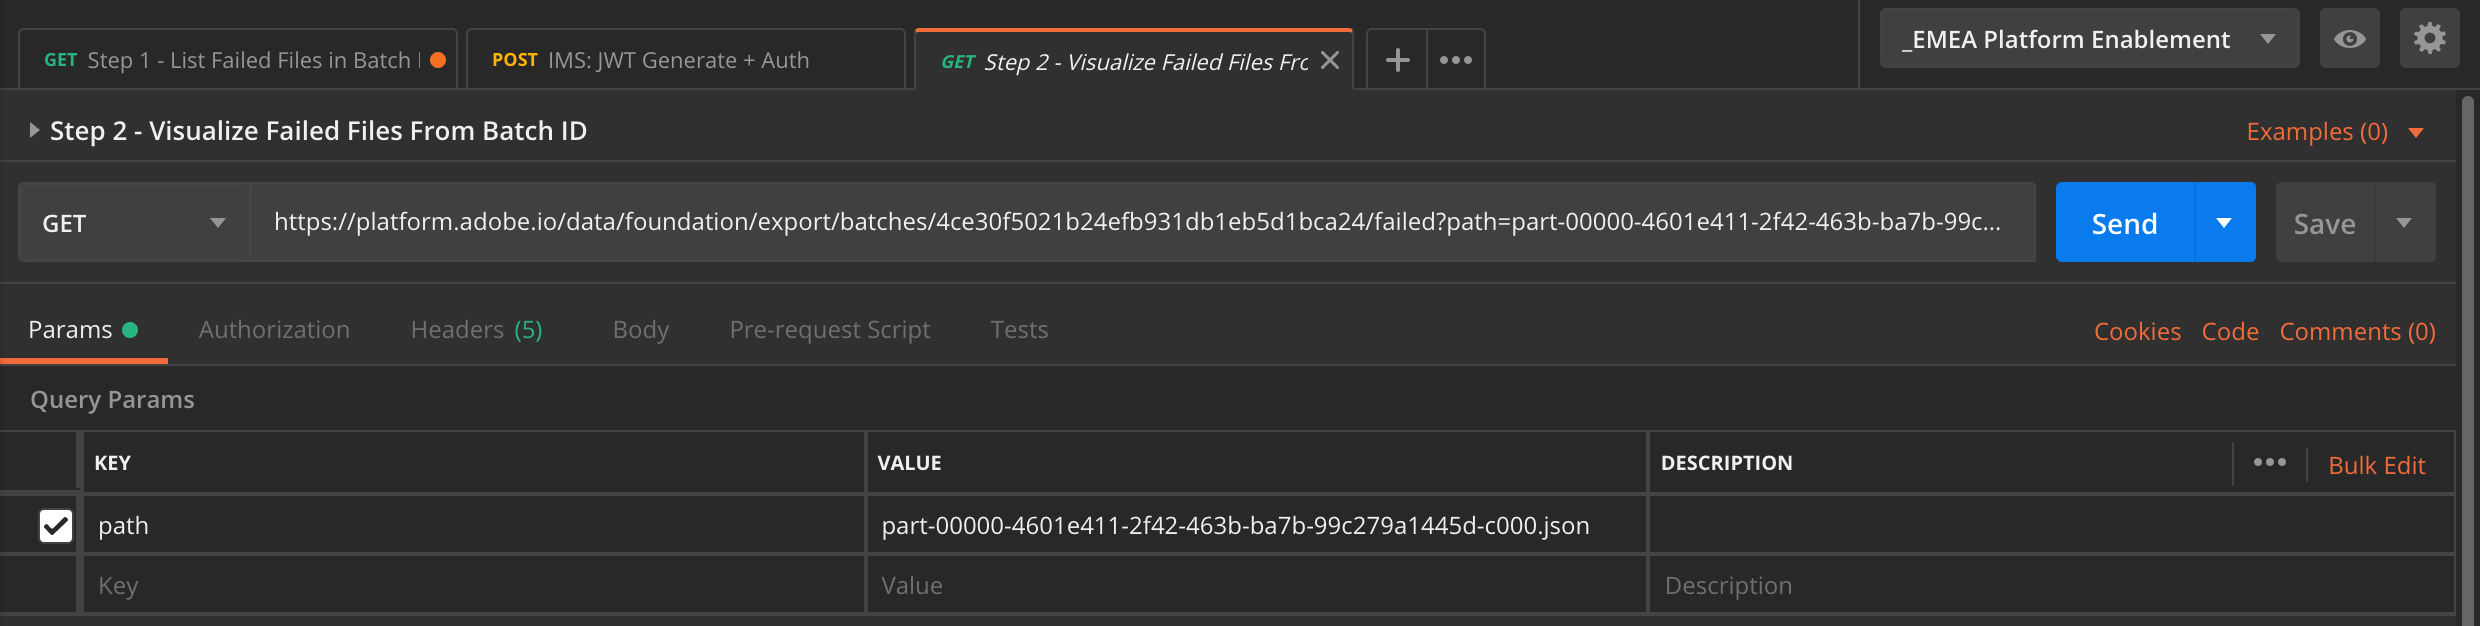 GET Step 1 - List Failed Files in Batch
POST IMS: JWT Generate + Auth
GET Step 2 - Visualize Failed Files Frc
_EMEA Platform Enablement
Step 2 - Visualize Failed Files From Batch ID
Examples (0)
GET
https://platform.adobe.io/data/foundation/export/batches/4ce30f5021b24efb931db1eb5d1bca24/failed?path=part-00000-4601e411-2f42-463b-ba7b-99c...
Send
Save
Params
Authorization
Headers (5)
Body
Pre-request Script
Tests
Cookies
Code
Comments (0)
Query Params
KEY
VALUE
DESCRIPTION
Bulk Edit
path
part-00000-4601e411-2f42-463b-ba7b-99c279a1445d-c000.json
Key
Value
Description